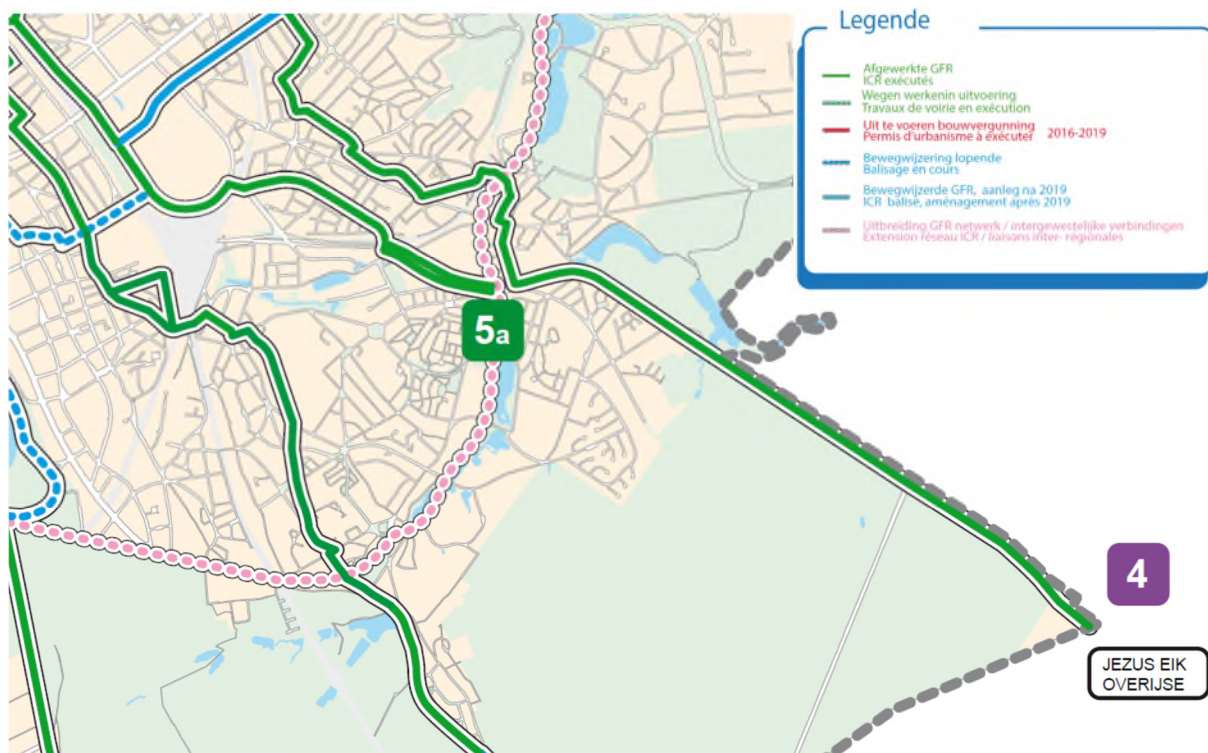 Legende
Afgewerkte GFR
ICR exécutés
Wegen werkenin uitvoering
Travaux de voirie en exécution
Uit te voeren bouwvergunning
Permis d'urbanisme à exécuter 2016-2019
Bewegwijzering lopende
Balisage en cours
Bewegwijzerde GFR, aanleg na 2019
ICR balisé, aménagement après 2019
Uitbreiding GFR netwerk / intergewestelijke verbindingen
Extension réseau ICR / liaisons inter- régionales
5a
4
JEZUS EIK
OVERIJSE